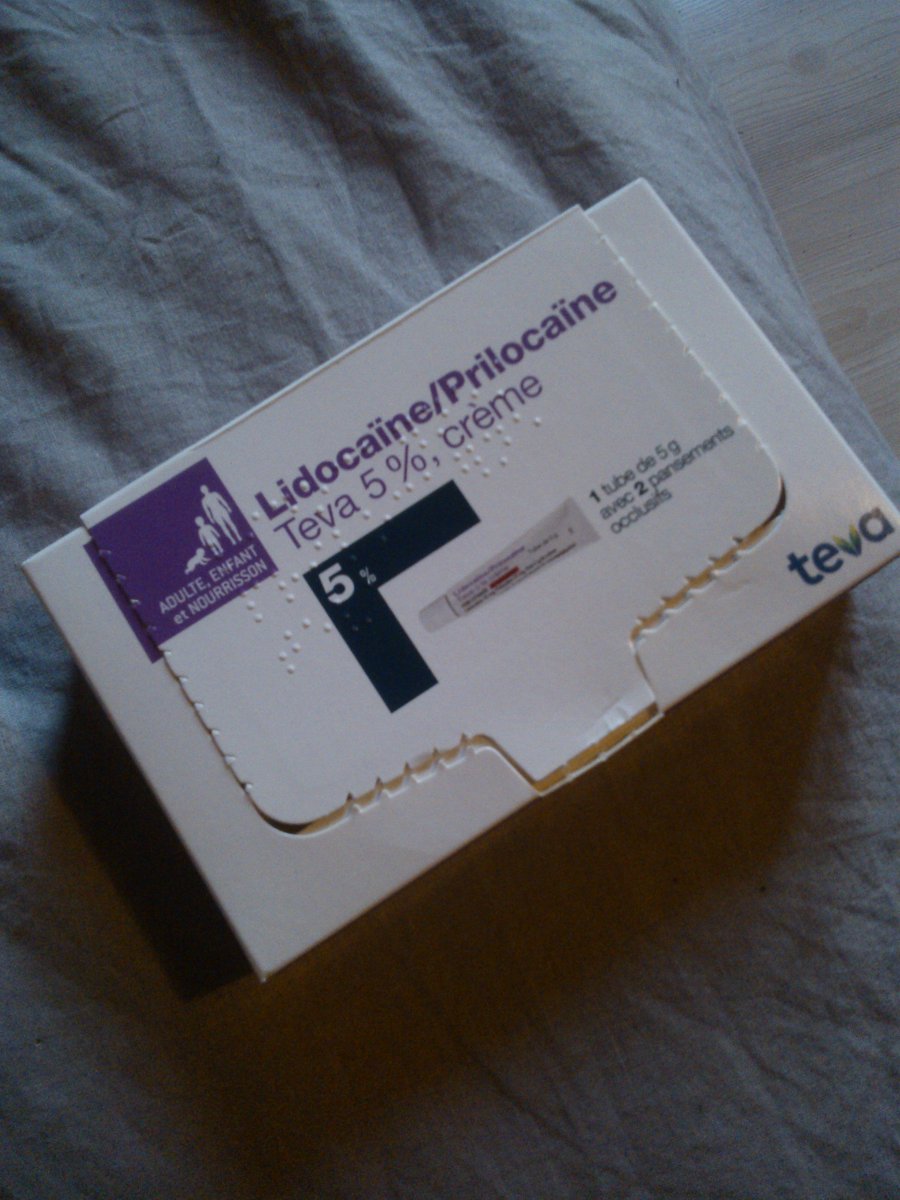 Lidocaïne/Prilocaïne
Teva 5 %, crème
ADULTE, ENFANT
et NOURRISSON
5 %
1 tube de 5 g
avec 2 pansements
occlusifs
teva